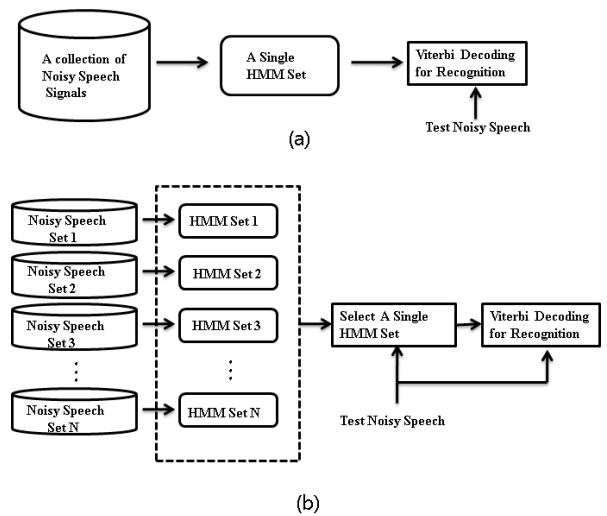 A collection of
Noisy Speech
Signals
A Single
HMM Set
Viterbi Decoding
for Recognition
Test Noisy Speech
(a)
Noisy Speech
Set 1
HMM Set 1
Noisy Speech
Set 2
HMM Set 2
Noisy Speech
Set 3
HMM Set 3
Select A Single
HMM Set
Viterbi Decoding
for Recognition
Noisy Speech
Set N
HMM Set N
Test Noisy Speech
(b)